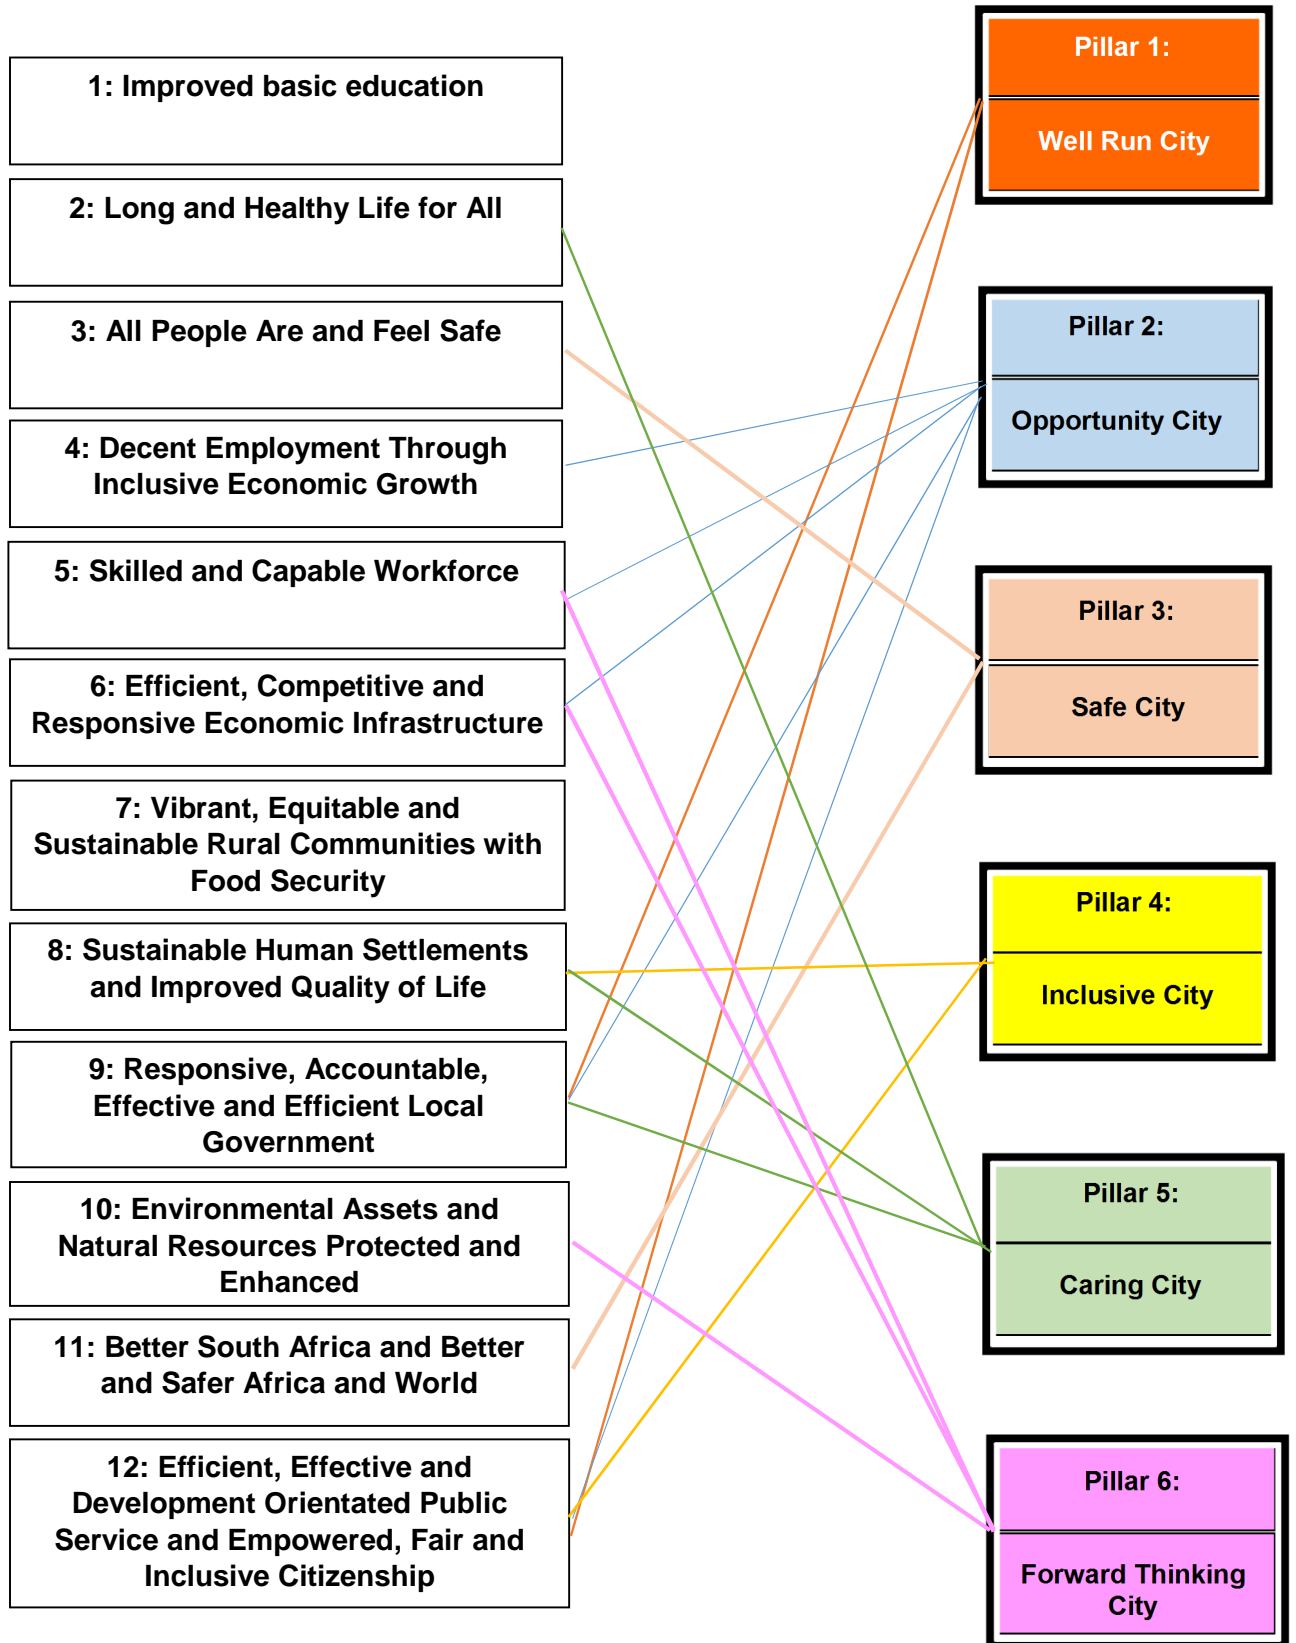 1: Improved basic education
2: Long and Healthy Life for All
3: All People Are and Feel Safe
4: Decent Employment Through
Inclusive Economic Growth
5: Skilled and Capable Workforce
6: Efficient, Competitive and
Responsive Economic Infrastructure
7: Vibrant, Equitable and
Sustainable Rural Communities with
Food Security
8: Sustainable Human Settlements
and Improved Quality of Life
9: Responsive, Accountable,
Effective and Efficient Local
Government
10: Environmental Assets and
Natural Resources Protected and
Enhanced
11: Better South Africa and Better
and Safer Africa and World
12: Efficient, Effective and
Development Orientated Public
Service and Empowered, Fair and
Inclusive Citizenship
Pillar 1:
Well Run City
Pillar 2:
Opportunity City
Pillar 3:
Safe City
Pillar 4:
Inclusive City
Pillar 5:
Caring City
Pillar 6:
Forward Thinking
City